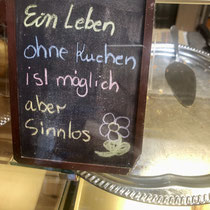 Ein Leben
ohne Kuchen
ist möglich
aber
Sinnlos